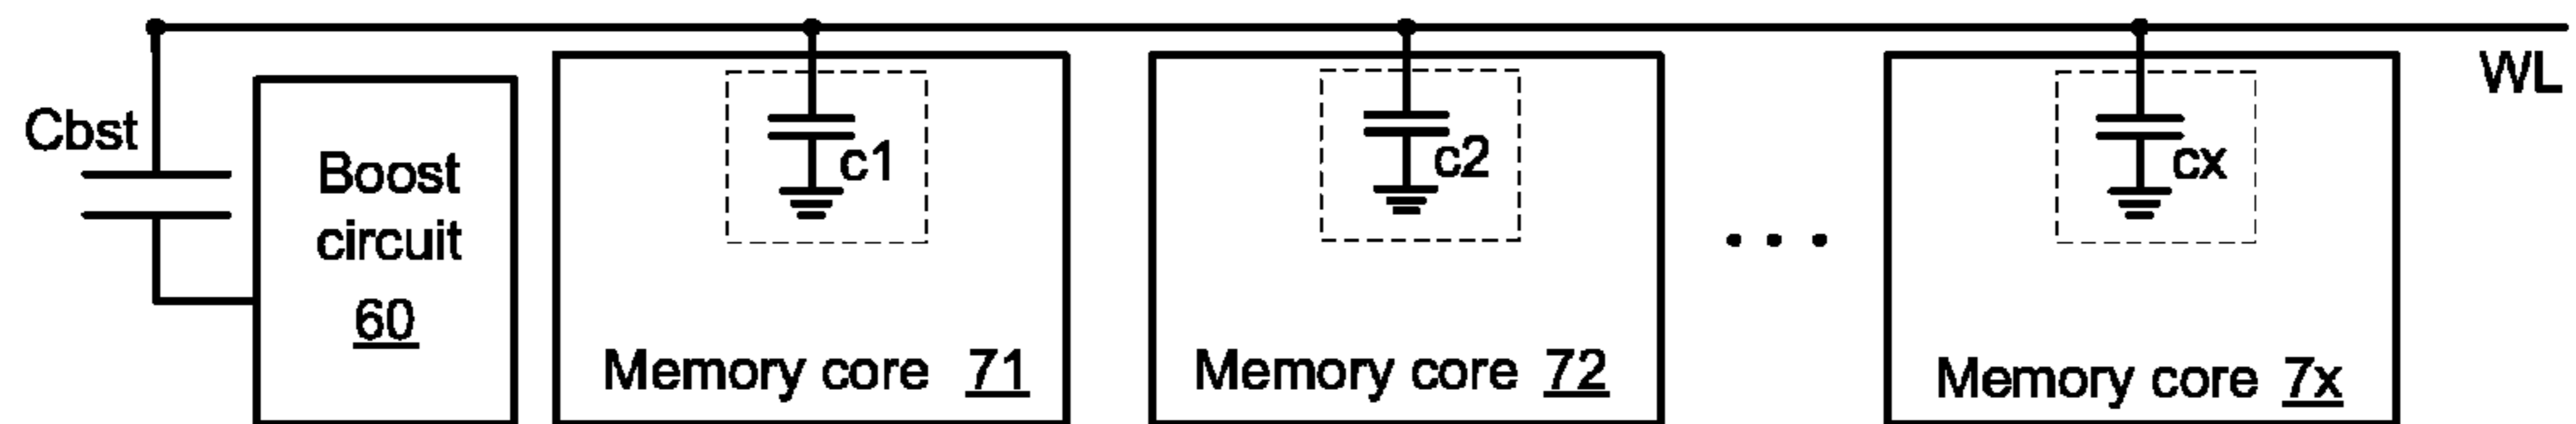 WL
Cbst
Boost
circuit
60
c1
c2
. . .
cx
Memory core 71
Memory core 72
Memory core 7x